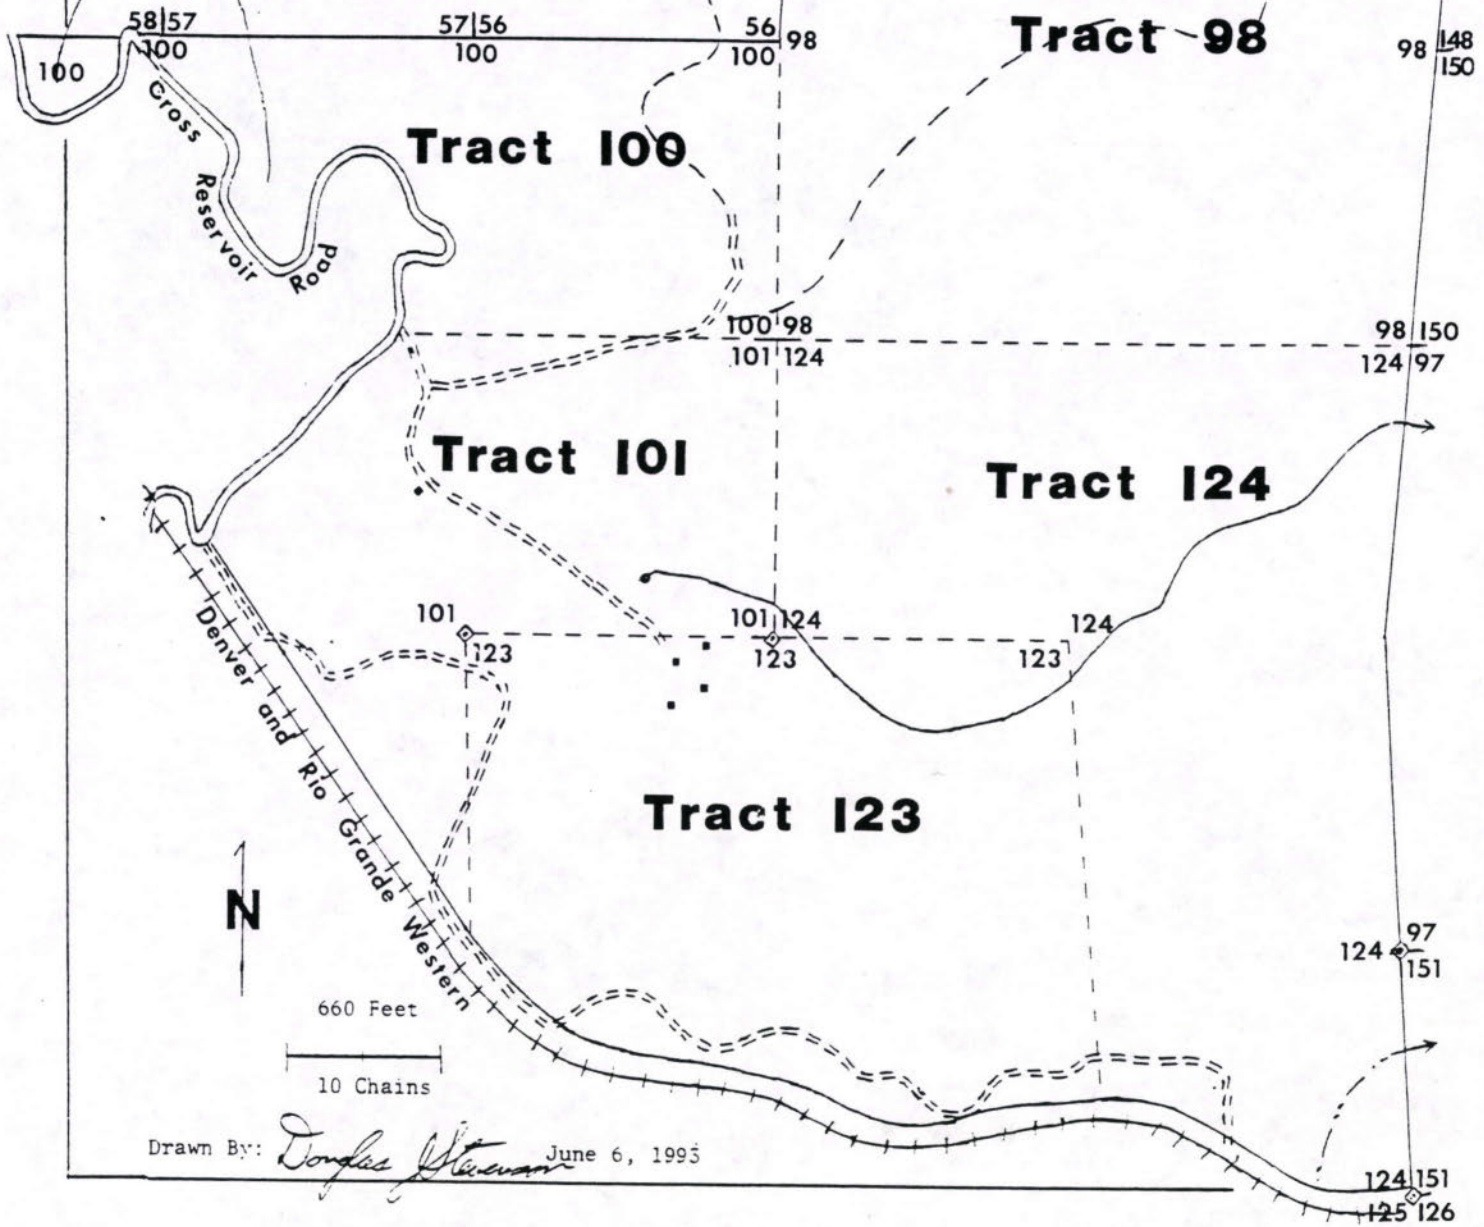 58|57
100
57|56
100
56
100
98
Tract 98
98
148
150
100
Cross
Reservoir
Road
Tract 100
100|98
101|124
98|150
124|97
Tract 101
Tract 124
101
123
101|124
123
124
123
Denver and Rio Grande Western
Tract 123
N
97
124
151
660 Feet
10 Chains
Drawn By: Douglas June 6, 1993
124|151
125|126